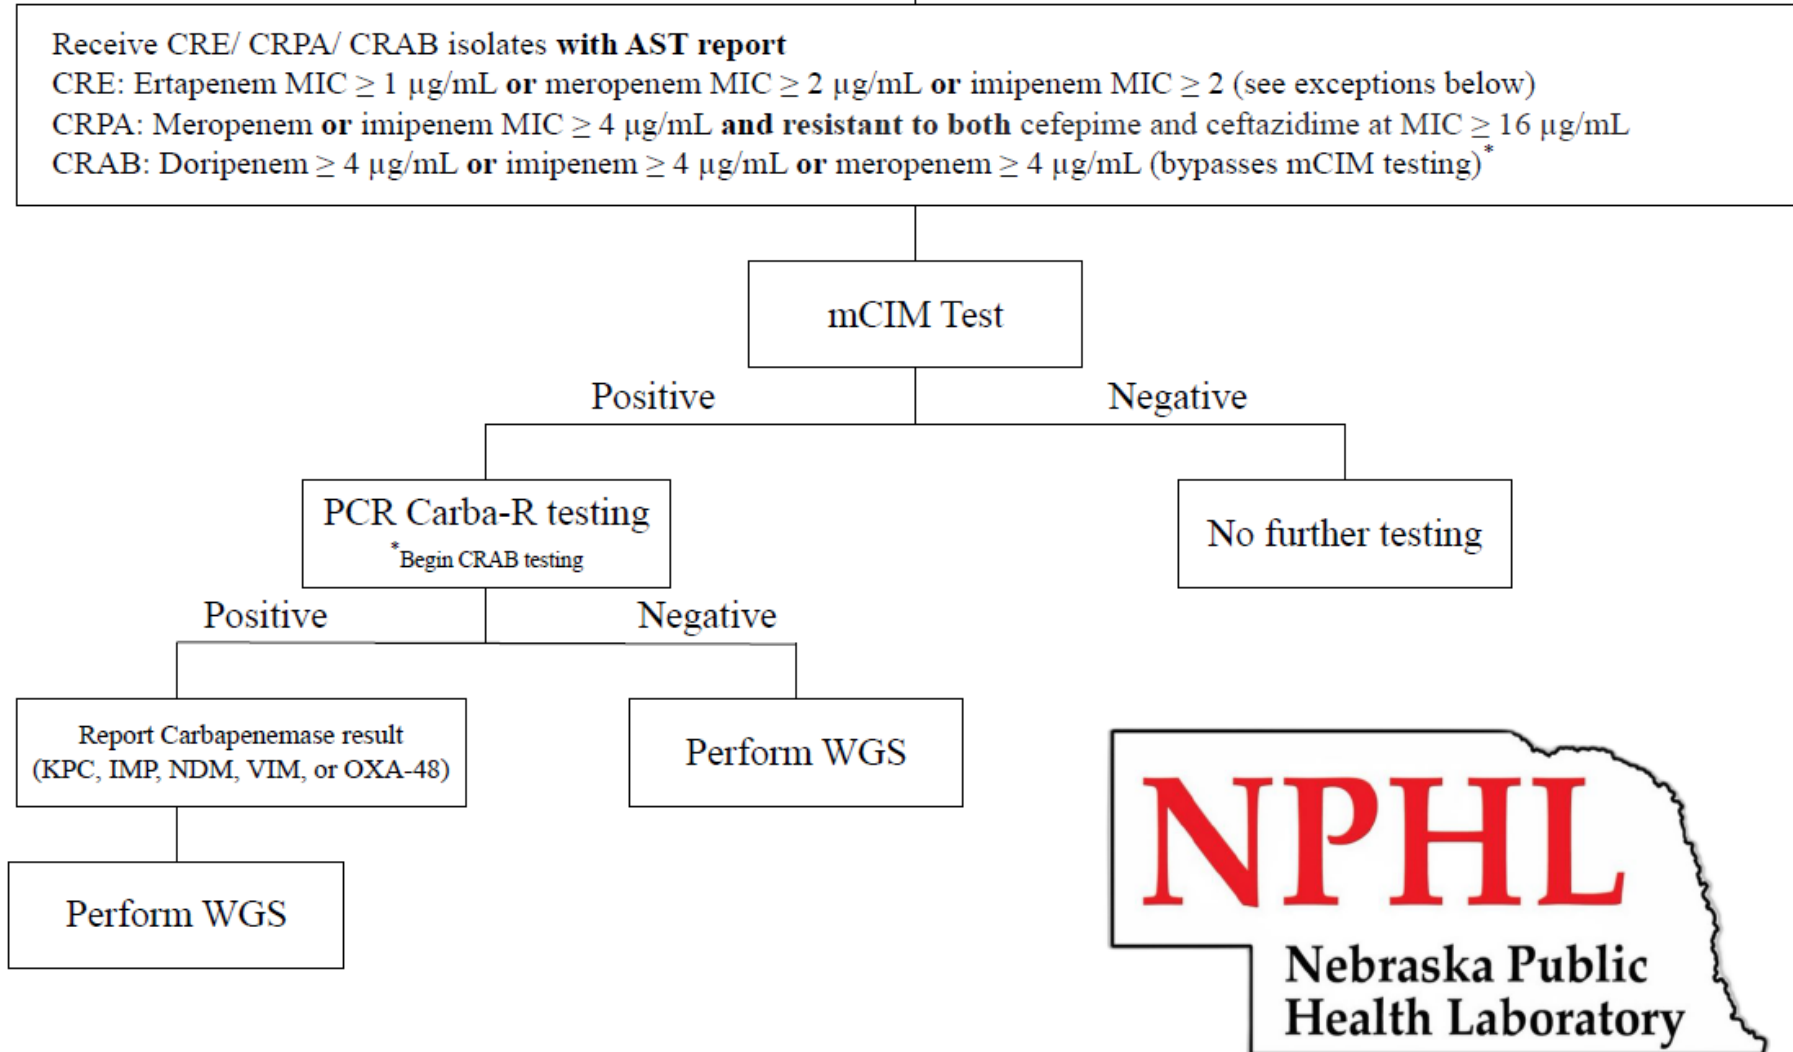 Receive CRE/ CRPA/ CRAB isolates with AST report
CRE: Ertapenem MIC ≥ 1 µg/mL or meropenem MIC ≥ 2 µg/mL or imipenem MIC ≥ 2 (see exceptions below)
CRPA: Meropenem or imipenem MIC ≥ 4 µg/mL and resistant to both cefepime and ceftazidime at MIC ≥ 16 µg/mL
CRAB: Doripenem ≥ 4 µg/mL or imipenem ≥ 4 µg/mL or meropenem ≥ 4 µg/mL (bypasses mCIM testing)*
mCIM Test
Positive
Negative
PCR Carba-R testing
*Begin CRAB testing
No further testing
Positive
Negative
Report Carbapenemase result
(KPC, IMP, NDM, VIM, or OXA-48)
Perform WGS
Perform WGS
NPHL
Nebraska Public
Health Laboratory